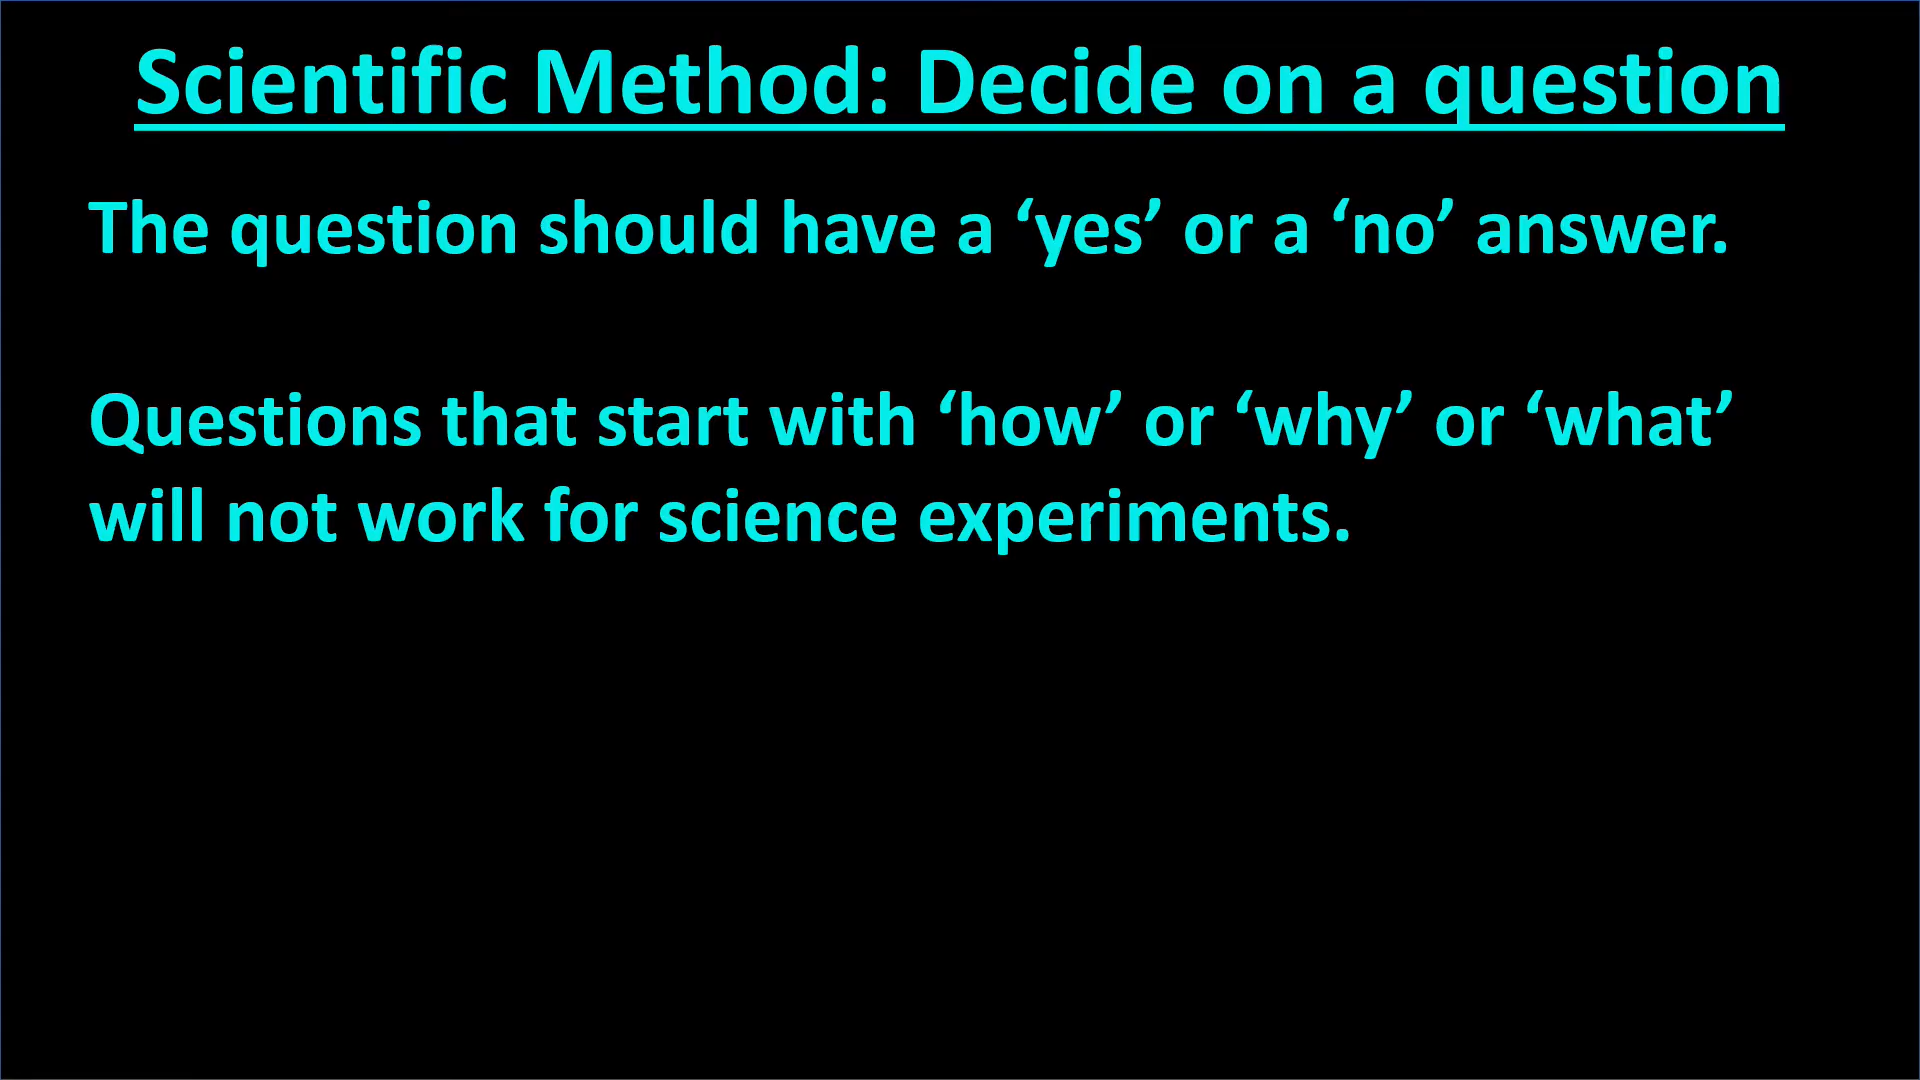 Scientific Method: Decide on a question
The question should have a ‘yes’ or a ‘no’ answer.
Questions that start with ‘how’ or ‘why’ or ‘what’
will not work for science experiments.